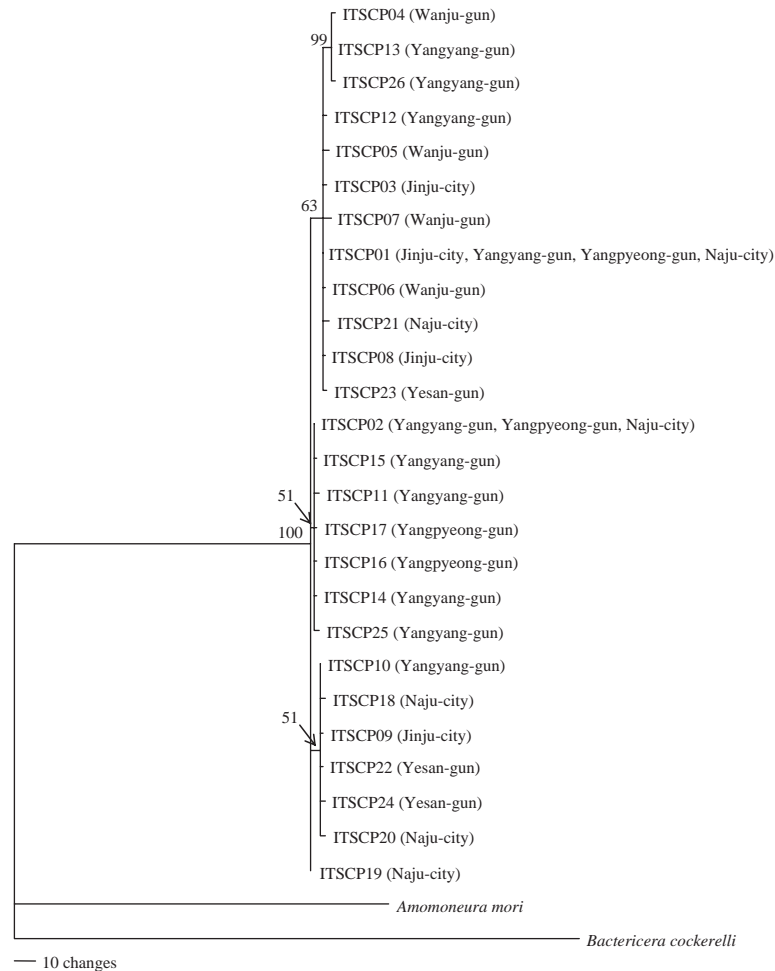 ITSCP04 (Wanju-gun)
99
ITSCP13 (Yangyang-gun)
ITSCP26 (Yangyang-gun)
ITSCP12 (Yangyang-gun)
ITSCP05 (Wanju-gun)
ITSCP03 (Jinju-city)
63
ITSCP07 (Wanju-gun)
ITSCP01 (Jinju-city, Yangyang-gun, Yangpyeong-gun, Naju-city)
ITSCP06 (Wanju-gun)
ITSCP21 (Naju-city)
ITSCP08 (Jinju-city)
ITSCP23 (Yesan-gun)
ITSCP02 (Yangyang-gun, Yangpyeong-gun, Naju-city)
ITSCP15 (Yangyang-gun)
51
ITSCP11 (Yangyang-gun)
100
ITSCP17 (Yangpyeong-gun)
ITSCP16 (Yangpyeong-gun)
ITSCP14 (Yangyang-gun)
ITSCP25 (Yangyang-gun)
ITSCP10 (Yangyang-gun)
ITSCP18 (Naju-city)
51
ITSCP09 (Jinju-city)
ITSCP22 (Yesan-gun)
ITSCP24 (Yesan-gun)
ITSCP20 (Naju-city)
ITSCP19 (Naju-city)
Amomoneura mori
Bactericera cockerelli
10 changes